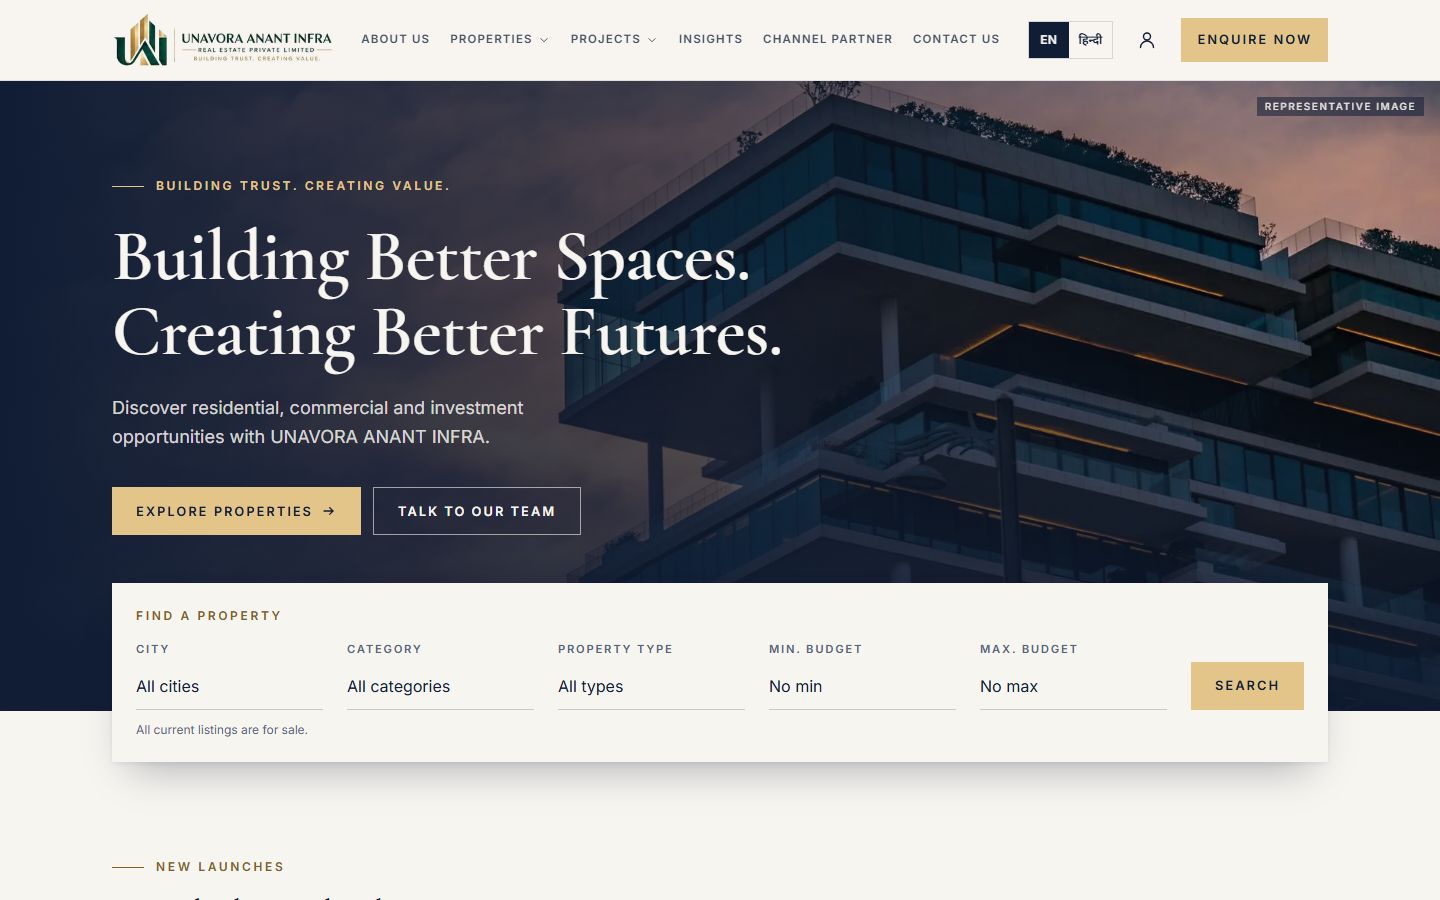 UNAVORA ANANT INFRA
REAL ESTATE PRIVATE LIMITED
BUILDING TRUST. CREATING VALUE.
ABOUT US
PROPERTIES
PROJECTS
INSIGHTS
CHANNEL PARTNER
CONTACT US
EN
हिन्दी
ENQUIRE NOW
REPRESENTATIVE IMAGE
BUILDING TRUST. CREATING VALUE.
Building Better Spaces.
Creating Better Futures.
Discover residential, commercial and investment
opportunities with UNAVORA ANANT INFRA.
EXPLORE PROPERTIES →
TALK TO OUR TEAM
FIND A PROPERTY
CITY
All cities
CATEGORY
All categories
PROPERTY TYPE
All types
MIN. BUDGET
No min
MAX. BUDGET
No max
SEARCH
All current listings are for sale.
NEW LAUNCHES